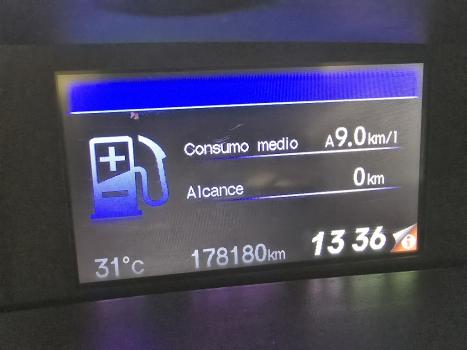 Consumo medio A9.0km/l
Alcance 0km
31°C 178180km 13 36